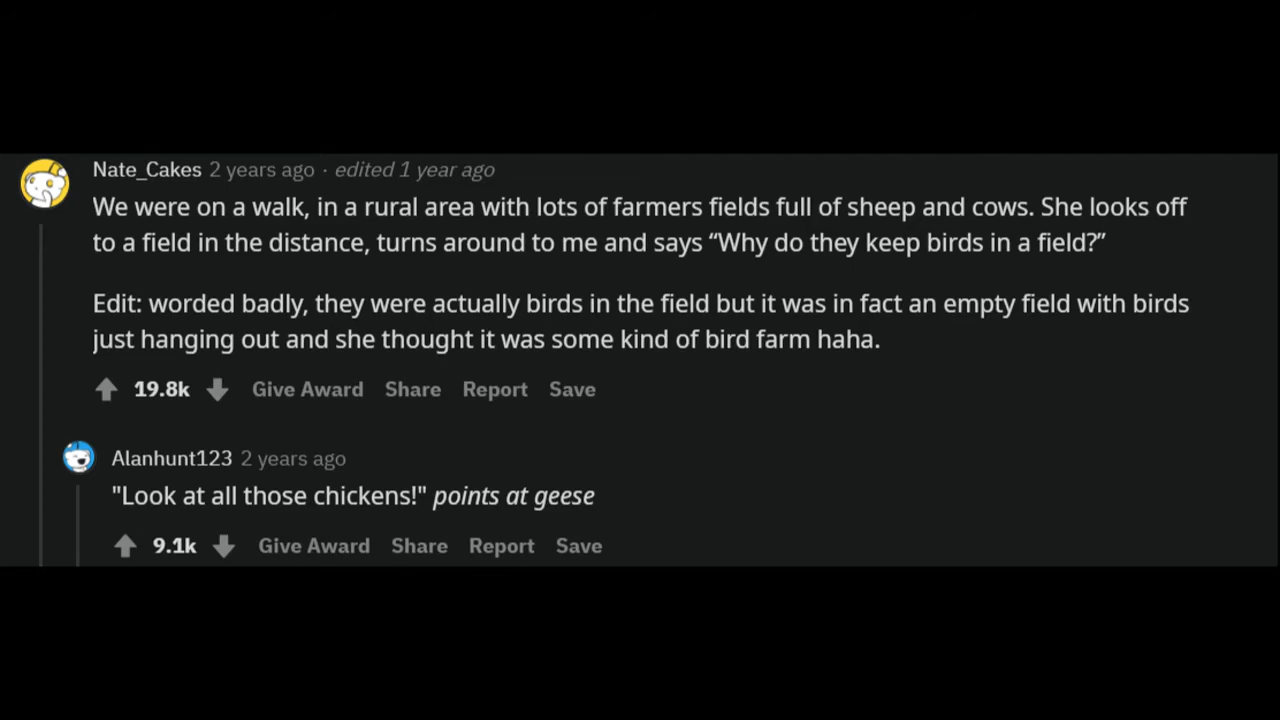 Nate_Cakes 2 years ago · edited 1 year ago
We were on a walk, in a rural area with lots of farmers fields full of sheep and cows. She looks off
to a field in the distance, turns around to me and says “Why do they keep birds in a field?”
Edit: worded badly, they were actually birds in the field but it was in fact an empty field with birds
just hanging out and she thought it was some kind of bird farm haha.
19.8k Give Award Share Report Save
Alanhunt123 2 years ago
"Look at all those chickens!" points at geese
9.1k Give Award Share Report Save